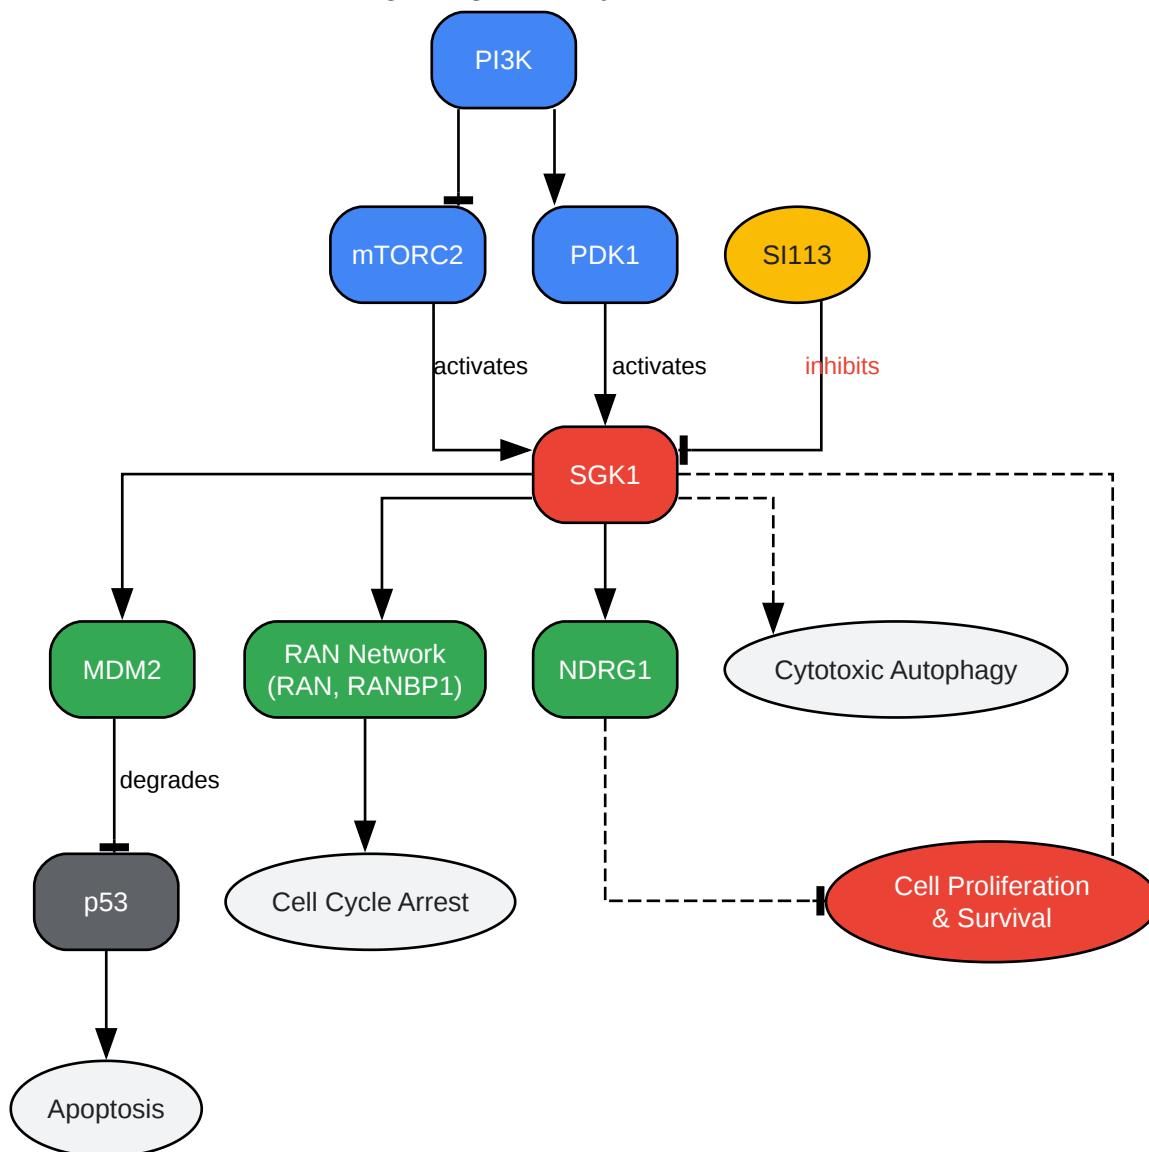 PI3K
mTORC2
PDK1
SI113
activates
activates
inhibits
SGK1
MDM2
RAN Network
(RAN, RANBP1)
NDRG1
Cytotoxic Autophagy
degrades
p53
Cell Cycle Arrest
Cell Proliferation
& Survival
Apoptosis